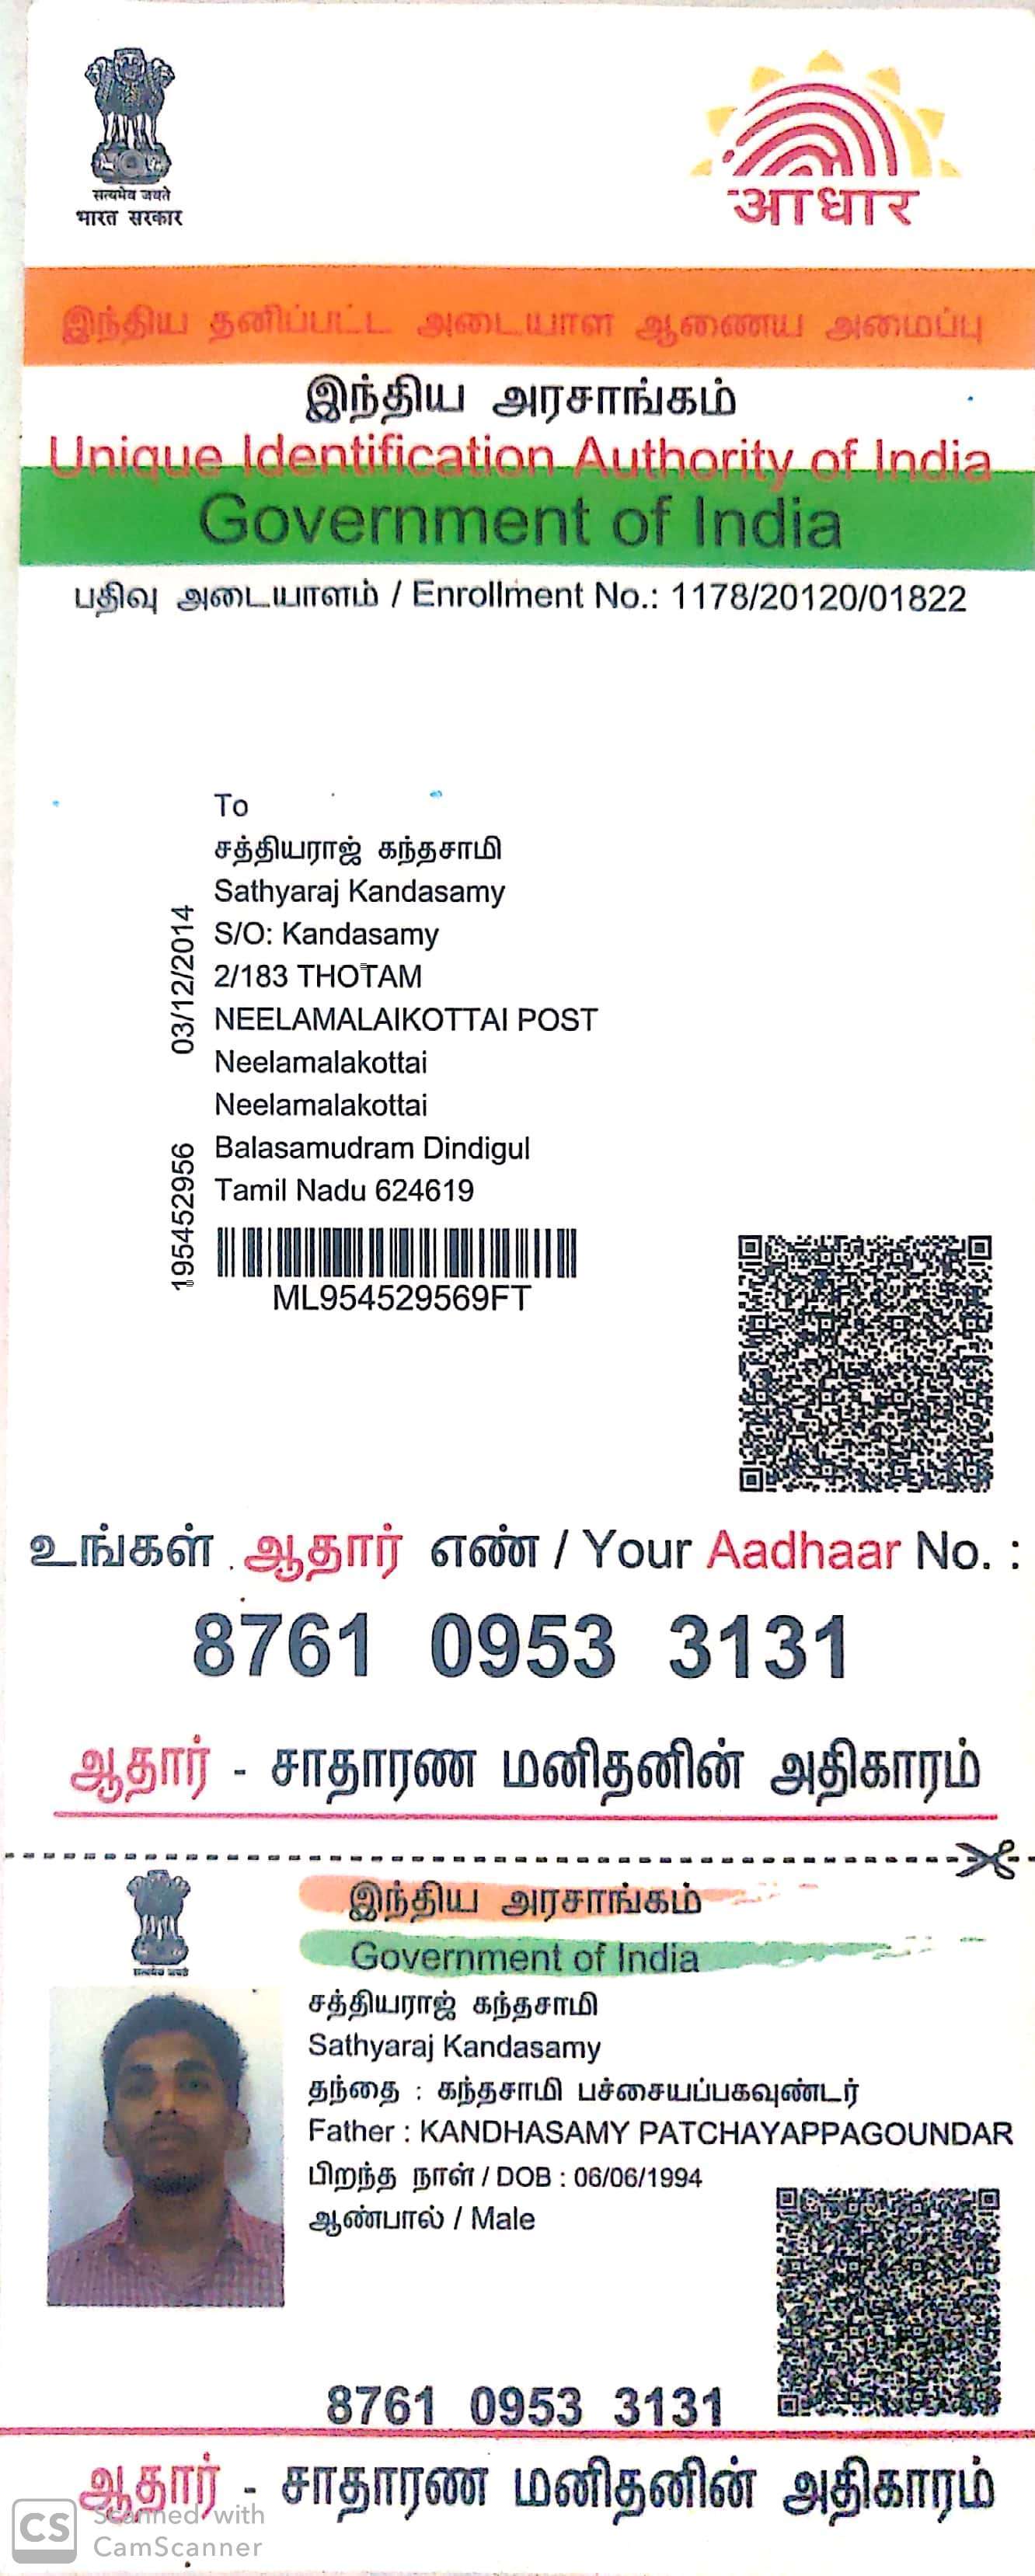 सत्यमेव जयते
भारत सरकार
आधार
இந்திய தனிப்பட்ட அடையாள ஆணைய அமைப்பு
இந்திய அரசாங்கம்
Unique Identification Authority of India
Government of India
பதிவு அடையாளம் / Enrollment No.: 1178/20120/01822
To
சத்தியராஜ் கந்தசாமி
Sathyaraj Kandasamy
S/O: Kandasamy
2/183 THOTAM
NEELAMALAIKOTTAI POST
Neelamalakottai
Neelamalakottai
Balasamudram Dindigul
Tamil Nadu 624619
03/12/2014
195452956
ML954529569FT
உங்கள் ஆதார் எண் / Your Aadhaar No. :
8761 0953 3131
ஆதார் - சாதாரண மனிதனின் அதிகாரம்
सत्यमेव जयते
இந்திய அரசாங்கம்
Government of India
சத்தியராஜ் கந்தசாமி
Sathyaraj Kandasamy
தந்தை : கந்தசாமி பச்சையப்பகவுண்டர்
Father : KANDHASAMY PATCHAYAPPAGOUNDAR
பிறந்த நாள் / DOB : 06/06/1994
ஆண்பால் / Male
8761 0953 3131
ஆதார் - சாதாரண மனிதனின் அதிகாரம்
CS Scanned with
CamScanner